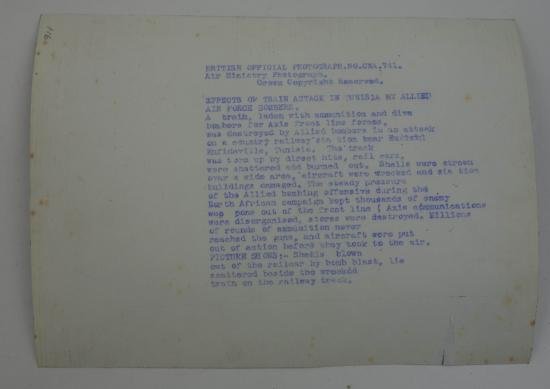 BRITISH OFFICIAL PHOTOGRAPH.NO.CNA.741.
Air Ministry Photograph.
Crown Copyright Reserved.
EFFECTS OF TRAIN ATTACK IN TUNISIA BY ALLIED
AIR FORCE BOMBERS.
A train, laden with ammunition and dive
bombers for Axis front line forces,
was destroyed by Allied bombers in an attack
on a country railway sta tion near
Enfidaville, Tunisia. The track
was torn up by direct hits, rail cars,
were shattered and burned out. Shells were strewn
over a wide area, aircraft were wrecked and sta tion
buildings damaged. The steady pressure
of the Allied bombing offensive during the
North African campaign kept thousands of enemy
out of the front line ( Axis communications
were disorganised, stores were destroyed. Millions
of rounds of ammunition never
reached the guns, and aircraft were put
out of action before they took to the air.
PICTURE SHOWS;- Shells blown
out of the railcar by bomb blast, lie
scattered beside the wrecked
train on the railway track.